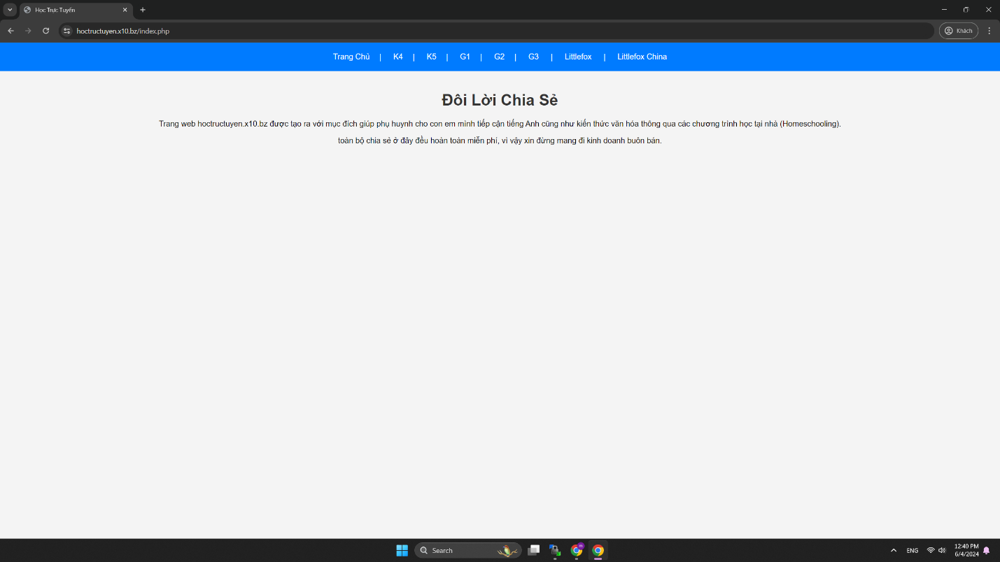 Học Trực Tuyến
hoctructuyen.x10.bz/index.php
Khách
Trang Chủ | K4 | K5 | G1 | G2 | G3 | Littlefox | Littlefox China
Đôi Lời Chia Sẻ
Trang web hoctructuyen.x10.bz được tạo ra với mục đích giúp phụ huynh cho con em mình tiếp cận tiếng Anh cũng như kiến thức văn hóa thông qua các chương trình học tại nhà (Homeschooling).
toàn bộ chia sẻ ở đây đều hoàn toàn miễn phí, vì vậy xin đừng mang đi kinh doanh buôn bán.
Search
ENG
12:40 PM
6/4/2024